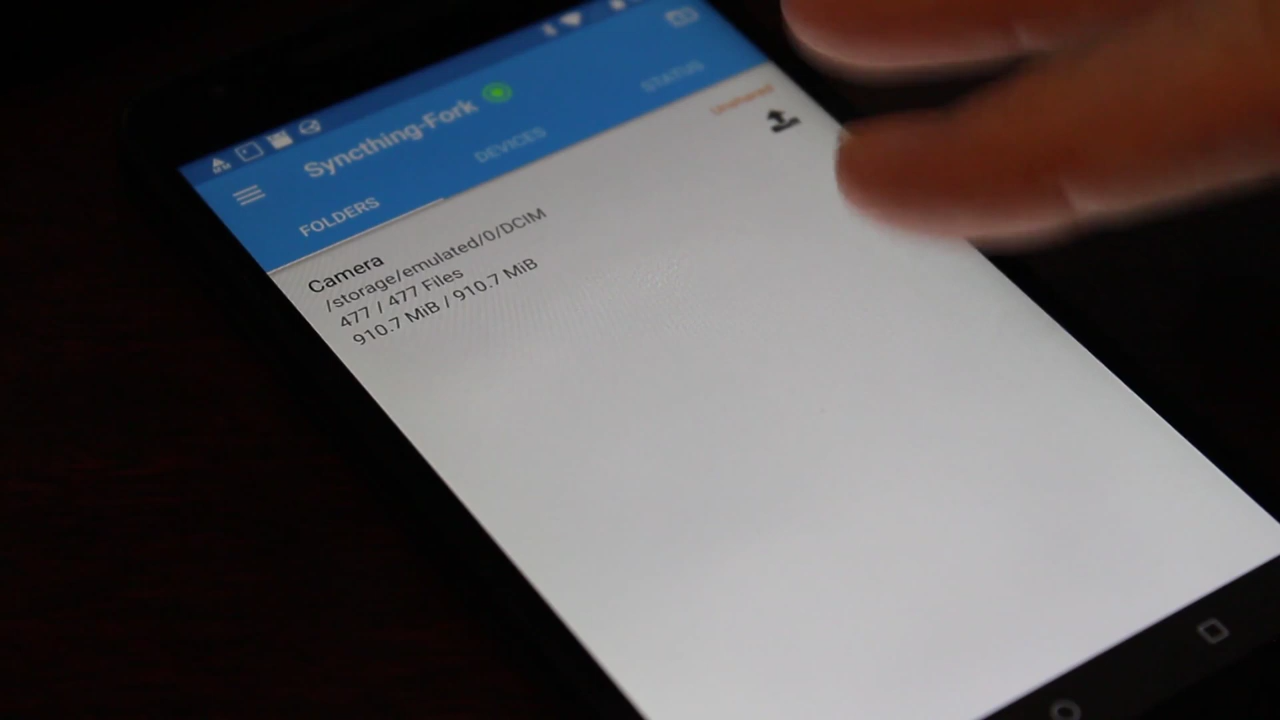 Syncthing-Fork
FOLDERS
DEVICES
STATUS
Camera
Unshared
/storage/emulated/0/DCIM
477 / 477 Files
910.7 MiB / 910.7 MiB